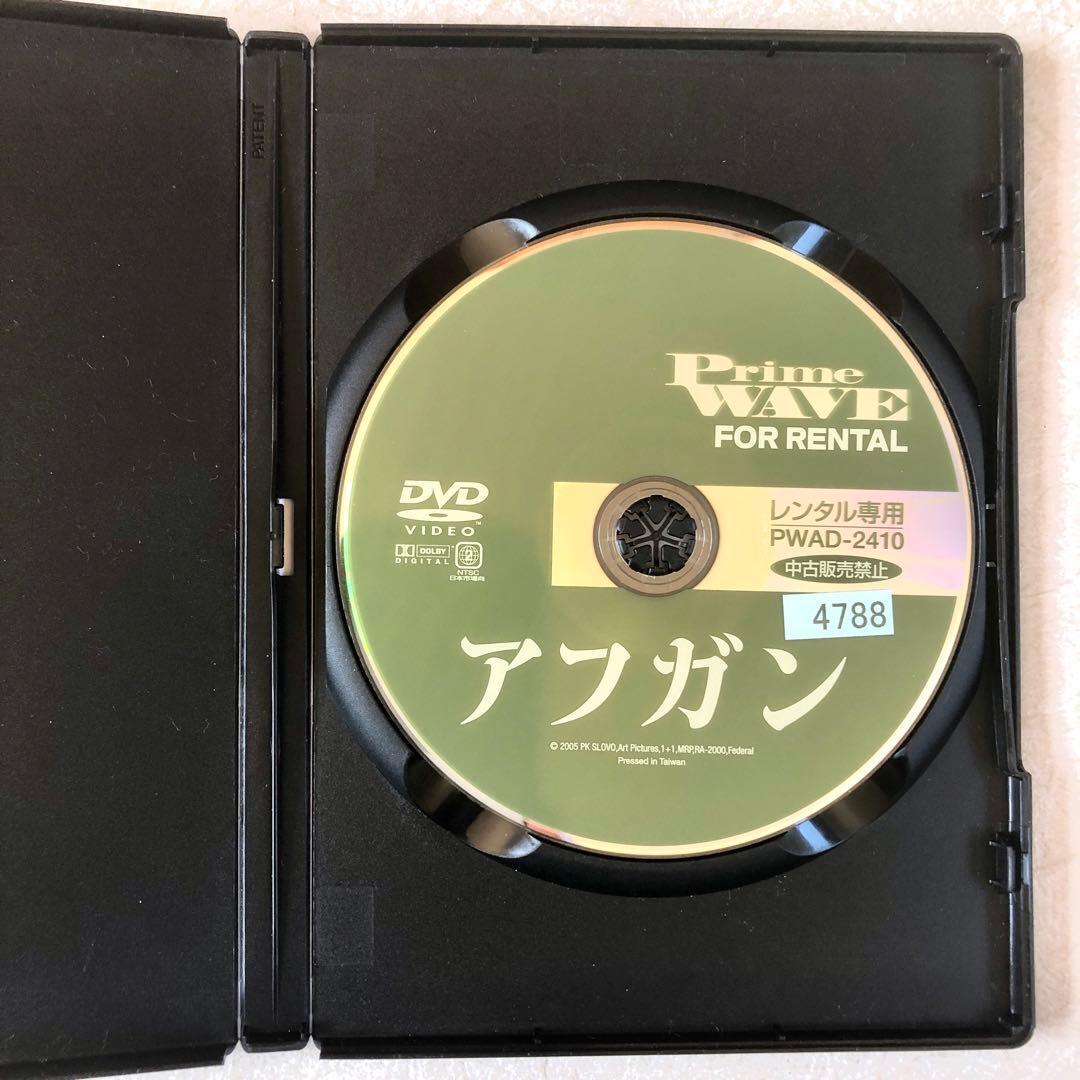 PATENT
Prime
WAVE
FOR RENTAL
DVD
VIDEO™
DOLBY
DIGITAL
2
NTSC
日本市場向
レンタル専用
PWAD-2410
中古販売禁止
4788
アフガン
© 2005 PK SLOVO,Art Pictures,1+1,MRP,RA-2000,Federal
Pressed in Taiwan